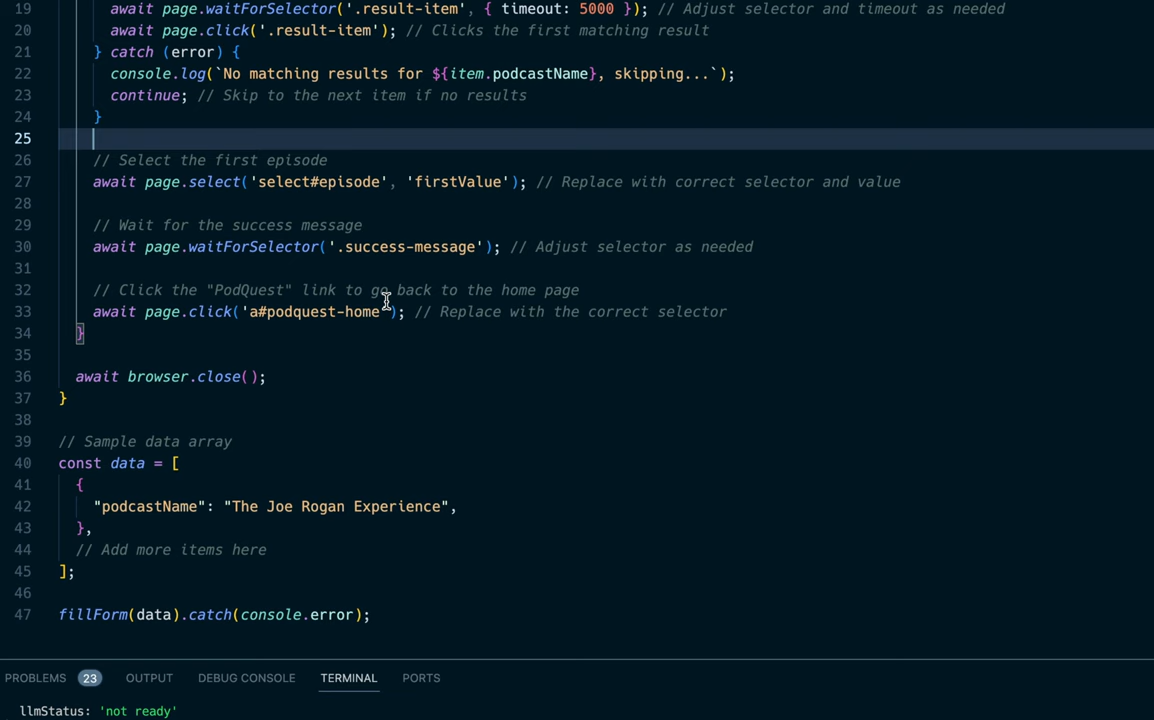 19 await page.waitForSelector('.result-item', { timeout: 5000 }); // Adjust selector and timeout as needed
20 await page.click('.result-item'); // Clicks the first matching result
21 } catch (error) {
22 console.log(`No matching results for ${item.podcastName}, skipping...`);
23 continue; // Skip to the next item if no results
24 }
25
26 // Select the first episode
27 await page.select('select#episode', 'firstValue'); // Replace with correct selector and value
28
29 // Wait for the success message
30 await page.waitForSelector('.success-message'); // Adjust selector as needed
31
32 // Click the "PodQuest" link to go back to the home page
33 await page.click('a#podquest-home'); // Replace with the correct selector
34 }
35
36 await browser.close();
37 }
38
39 // Sample data array
40 const data = [
41 {
42 "podcastName": "The Joe Rogan Experience",
43 },
44 // Add more items here
45 ];
46
47 fillForm(data).catch(console.error);
PROBLEMS 23 OUTPUT DEBUG CONSOLE TERMINAL PORTS
llmStatus: 'not ready'